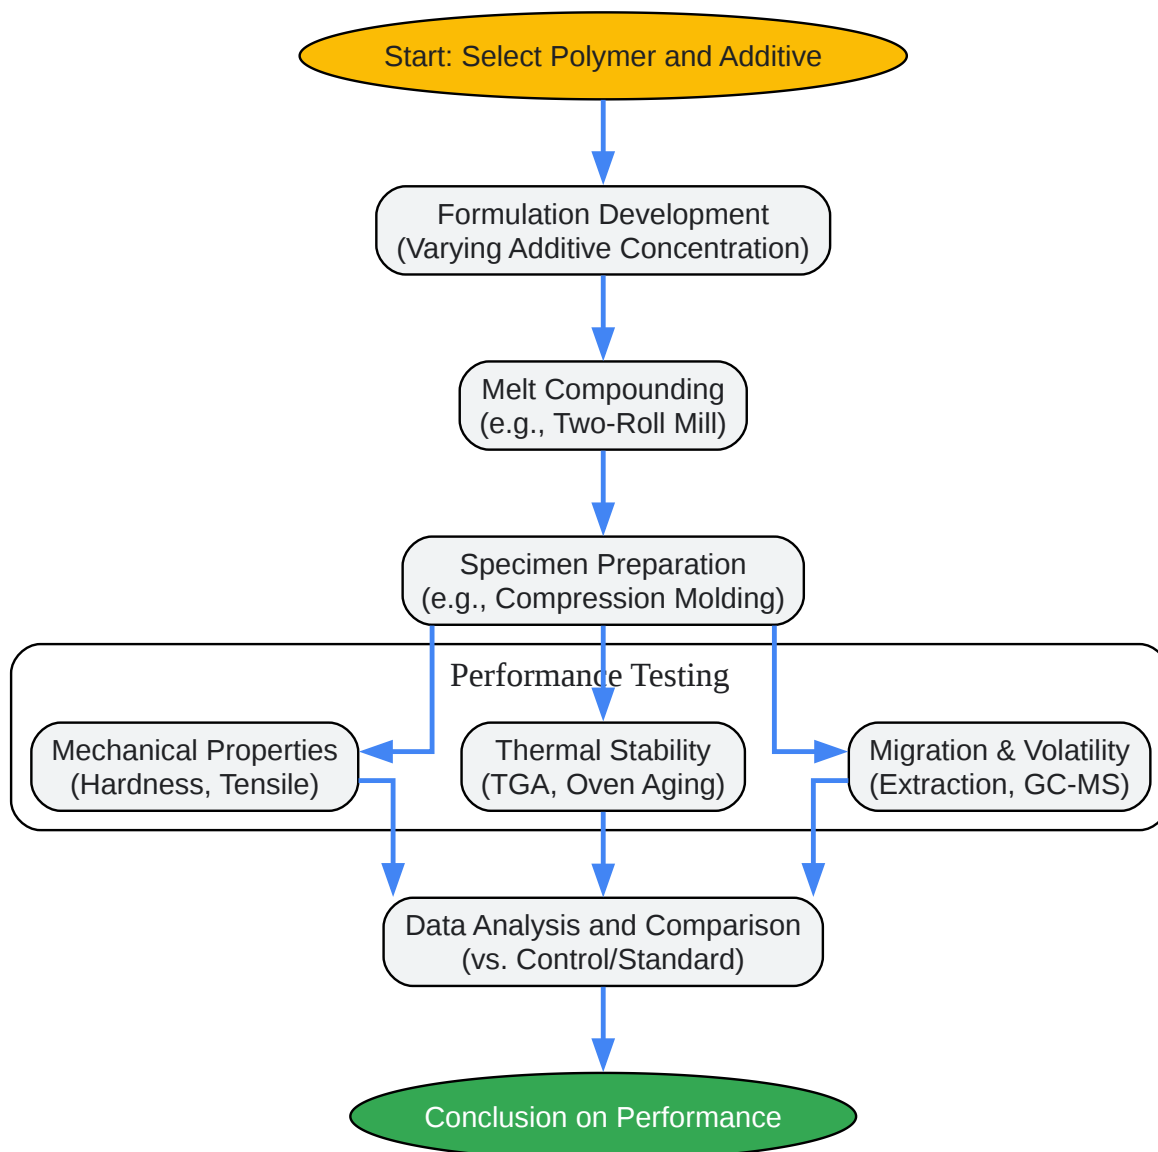 Start: Select Polymer and Additive
Formulation Development
(Varying Additive Concentration)
Melt Compounding
(e.g., Two-Roll Mill)
Specimen Preparation
(e.g., Compression Molding)
Performance Testing
Mechanical Properties
(Hardness, Tensile)
Thermal Stability
(TGA, Oven Aging)
Migration & Volatility
(Extraction, GC-MS)
Data Analysis and Comparison
(vs. Control/Standard)
Conclusion on Performance